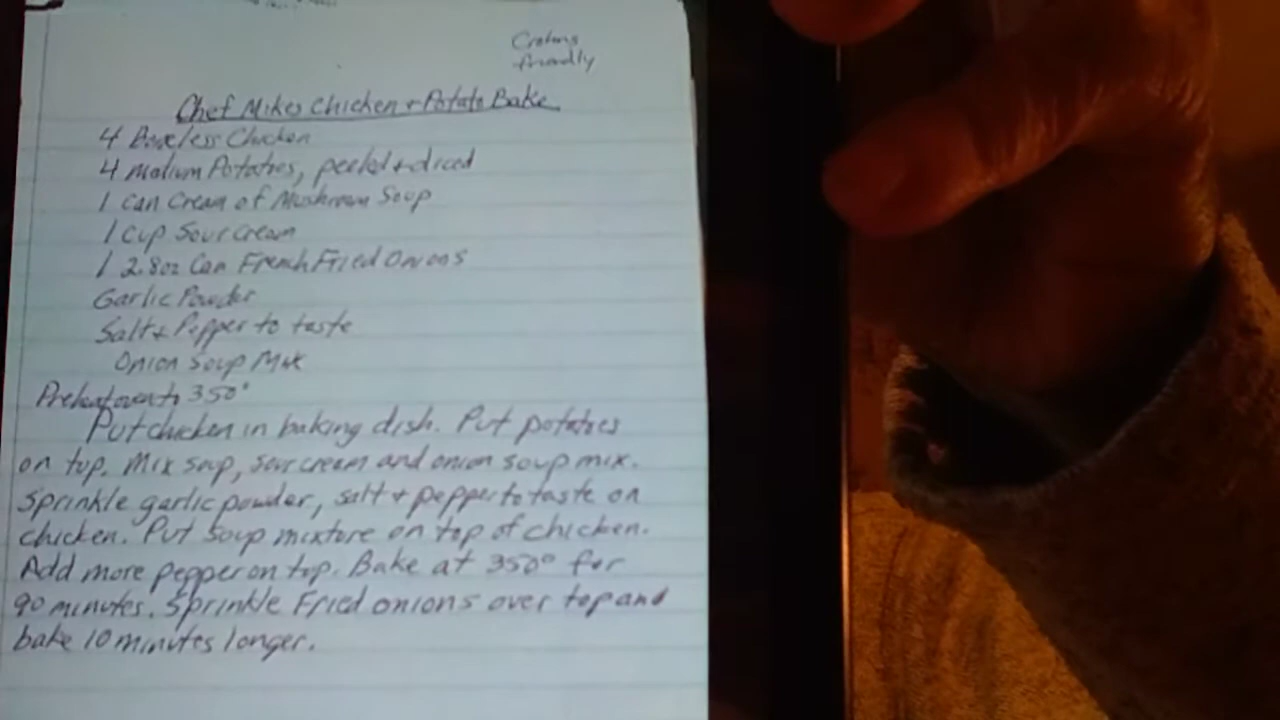 Crohns
friendly
Chef Mikes Chicken + Potato Bake
4 Boneless Chicken
4 medium Potatoes, peeled + diced
1 can Cream of Mushroom Soup
1 cup Sour cream
1 2.8oz Can French Fried Onions
Garlic Powder
Salt + Pepper to taste
Onion Soup Mix
Preheat oven to 350°
Put chicken in baking dish. Put potatoes
on top. Mix soup, sour cream and onion soup mix.
Sprinkle garlic powder, salt + pepper to taste on
chicken. Put Soup mixture on top of chicken.
Add more pepper on top. Bake at 350° for
90 minutes. Sprinkle Fried onions over top and
bake 10 minutes longer.